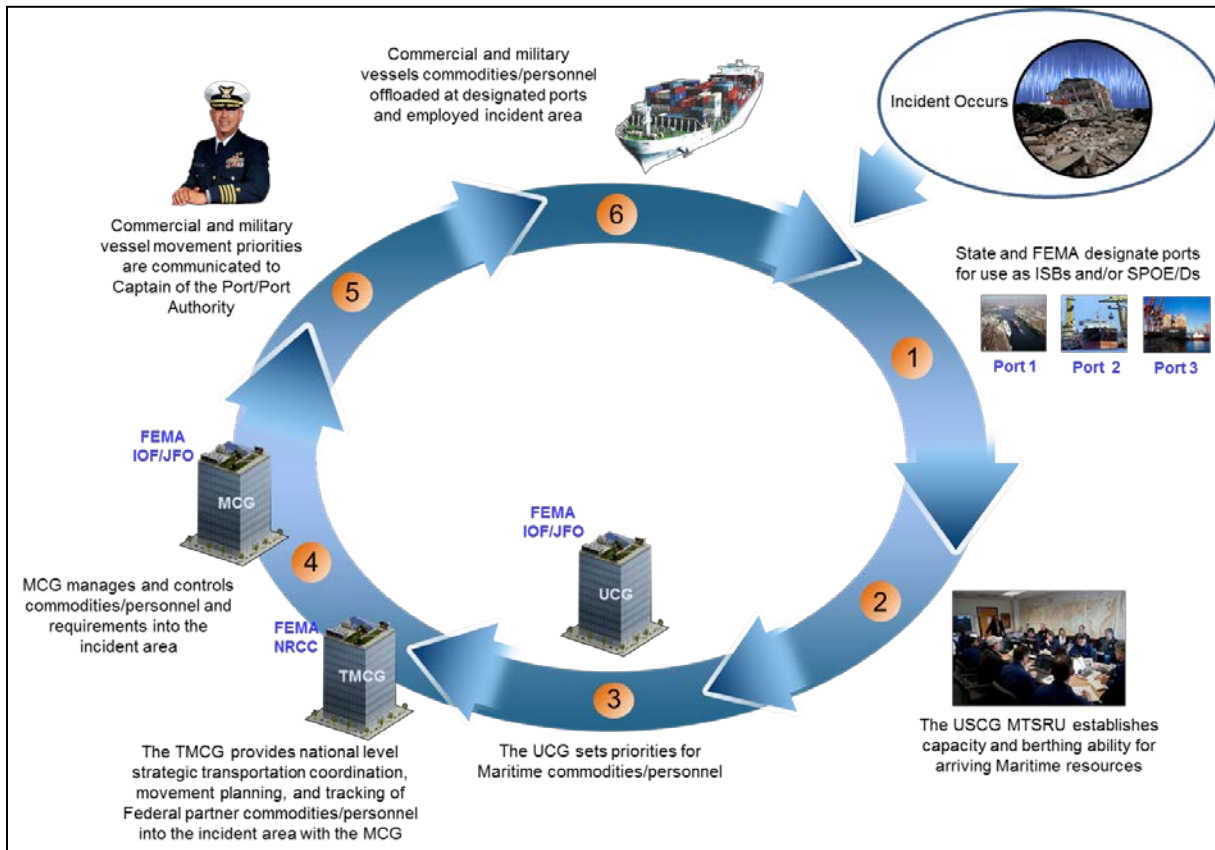 Incident Occurs
State and FEMA designate ports
for use as ISBs and/or SPOE/Ds
Port 1
Port 2
Port 3
1
2
The USCG MTSRU establishes
capacity and berthing ability for
arriving Maritime resources
3
FEMA
IOF/JFO
UCG
The UCG sets priorities for
Maritime commodities/personnel
4
FEMA
NRCC
TMCG
The TMCG provides national level
strategic transportation coordination,
movement planning, and tracking of
Federal partner commodities/personnel
into the incident area with the MCG
FEMA
IOF/JFO
MCG
MCG manages and controls
commodities/personnel and
requirements into the
incident area
5
Commercial and military
vessel movement priorities
are communicated to
Captain of the Port/Port
Authority
6
Commercial and military
vessels commodities/personnel
offloaded at designated ports
and employed incident area